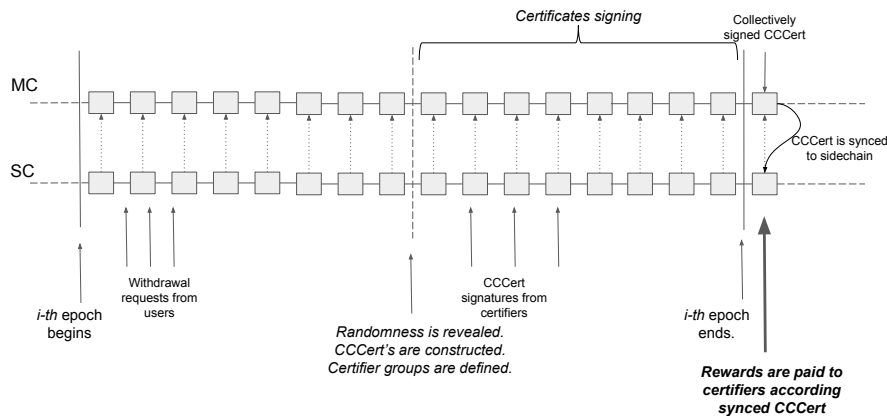 Certificates signing
Collectively
signed CCCert
MC
CCCert is synced
to sidechain
SC
Withdrawal
requests from
users
CCCert
signatures from
certifiers
i-th epoch
begins
Randomness is revealed.
CCCert's are constructed.
Certifier groups are defined.
i-th epoch
ends.
Rewards are paid to
certifiers according
synced CCCert